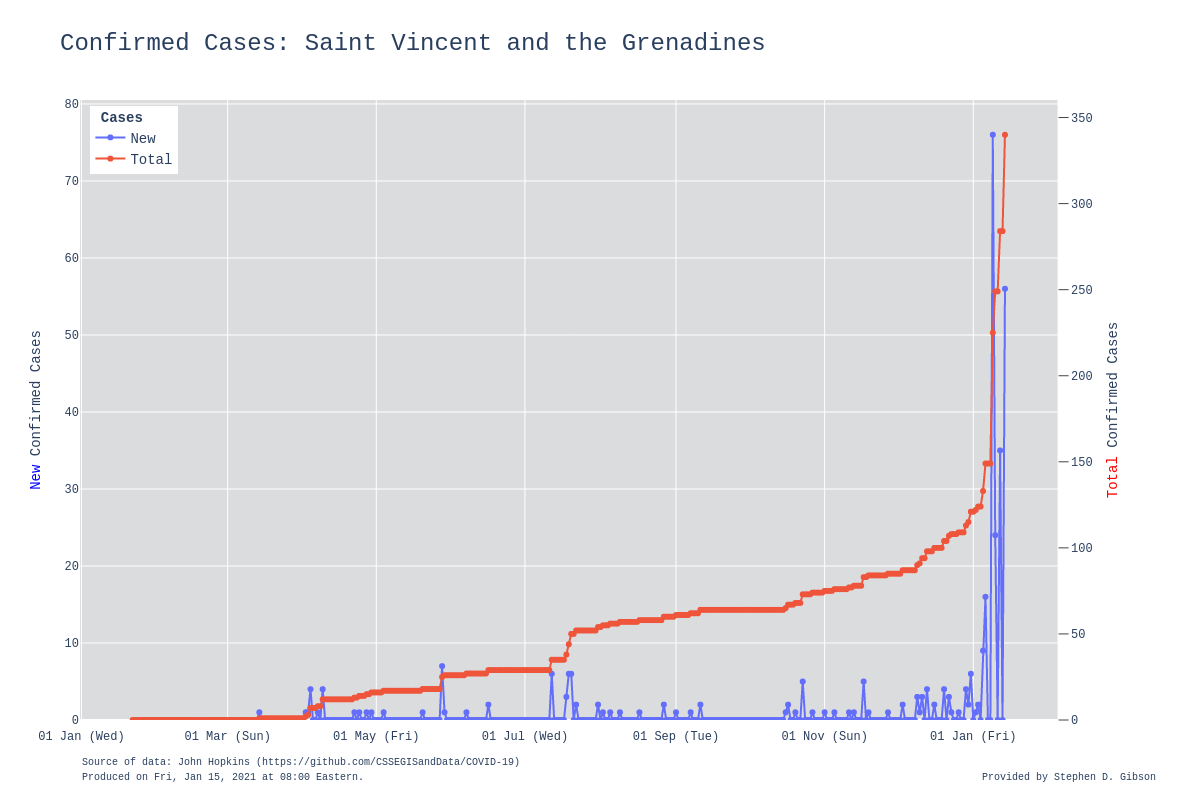 Confirmed Cases: Saint Vincent and the Grenadines
Cases
New
Total
80
70
60
50
40
30
20
10
0
350
300
250
200
150
100
50
0
New Confirmed Cases
Total Confirmed Cases
01 Jan (Wed)
01 Mar (Sun)
01 May (Fri)
01 Jul (Wed)
01 Sep (Tue)
01 Nov (Sun)
01 Jan (Fri)
Source of data: John Hopkins (https://github.com/CSSEGISandData/COVID-19)
Produced on Fri, Jan 15, 2021 at 08:00 Eastern.
Provided by Stephen D. Gibson